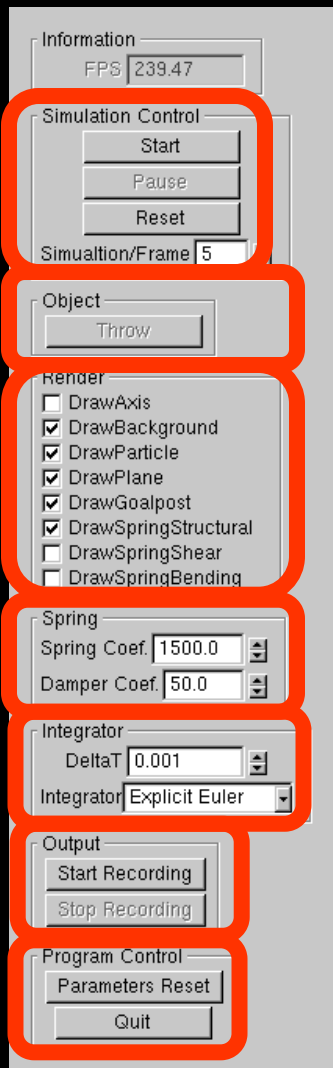 Information
FPS 239.47
Simulation Control
Start
Pause
Reset
Simualtion/Frame 5
Object
Throw
Render
DrawAxis
DrawBackground
DrawParticle
DrawPlane
DrawGoalpost
DrawSpringStructural
DrawSpringShear
DrawSpringBending
Spring
Spring Coef. 1500.0
Damper Coef. 50.0
Integrator
DeltaT 0.001
Integrator Explicit Euler
Output
Start Recording
Stop Recording
Program Control
Parameters Reset
Quit